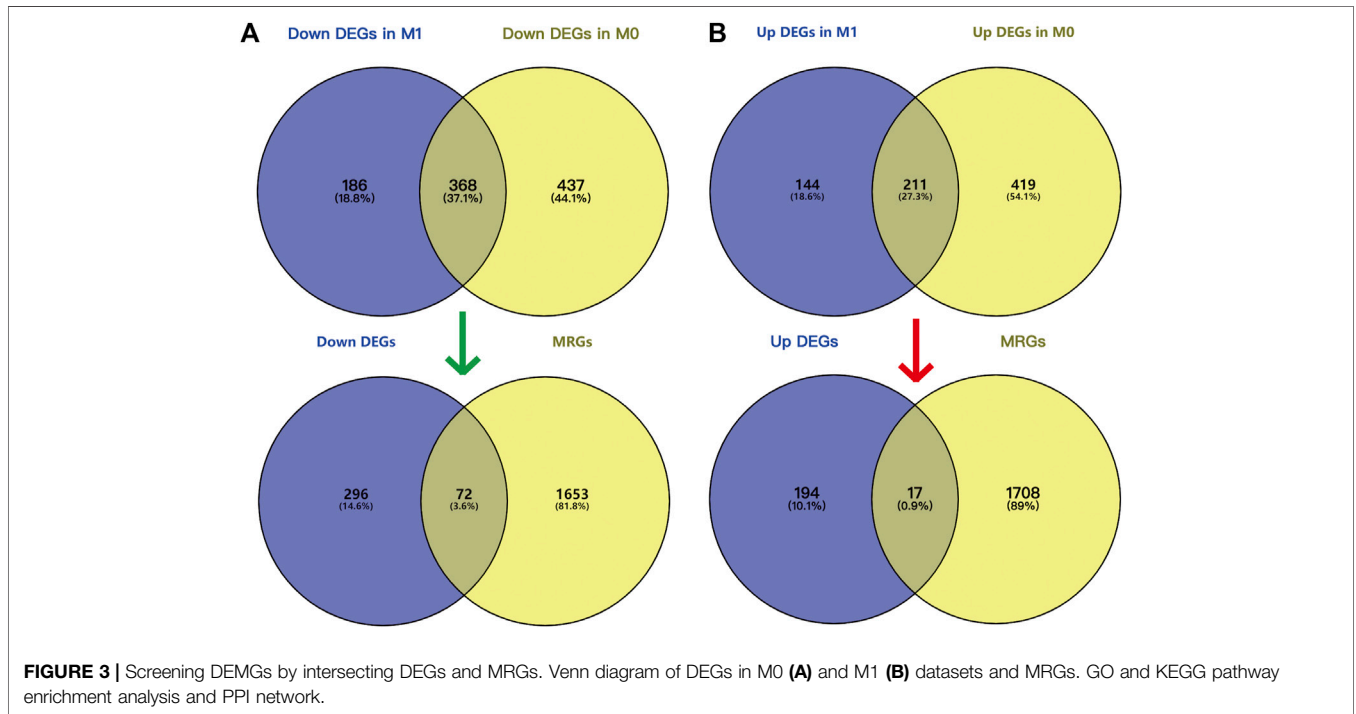 A
Down DEGs in M1
Down DEGs in M0
186
(18.8%)
368
(37.1%)
437
(44.1%)
Down DEGs
MRGs
296
(14.6%)
72
(3.6%)
1653
(81.8%)
B
Up DEGs in M1
Up DEGs in M0
144
(18.6%)
211
(27.3%)
419
(54.1%)
Up DEGs
MRGs
194
(10.1%)
17
(0.9%)
1708
(89%)
FIGURE 3 | Screening DEMGs by intersecting DEGs and MRGs. Venn diagram of DEGs in M0 (A) and M1 (B) datasets and MRGs. GO and KEGG pathway
enrichment analysis and PPI network.